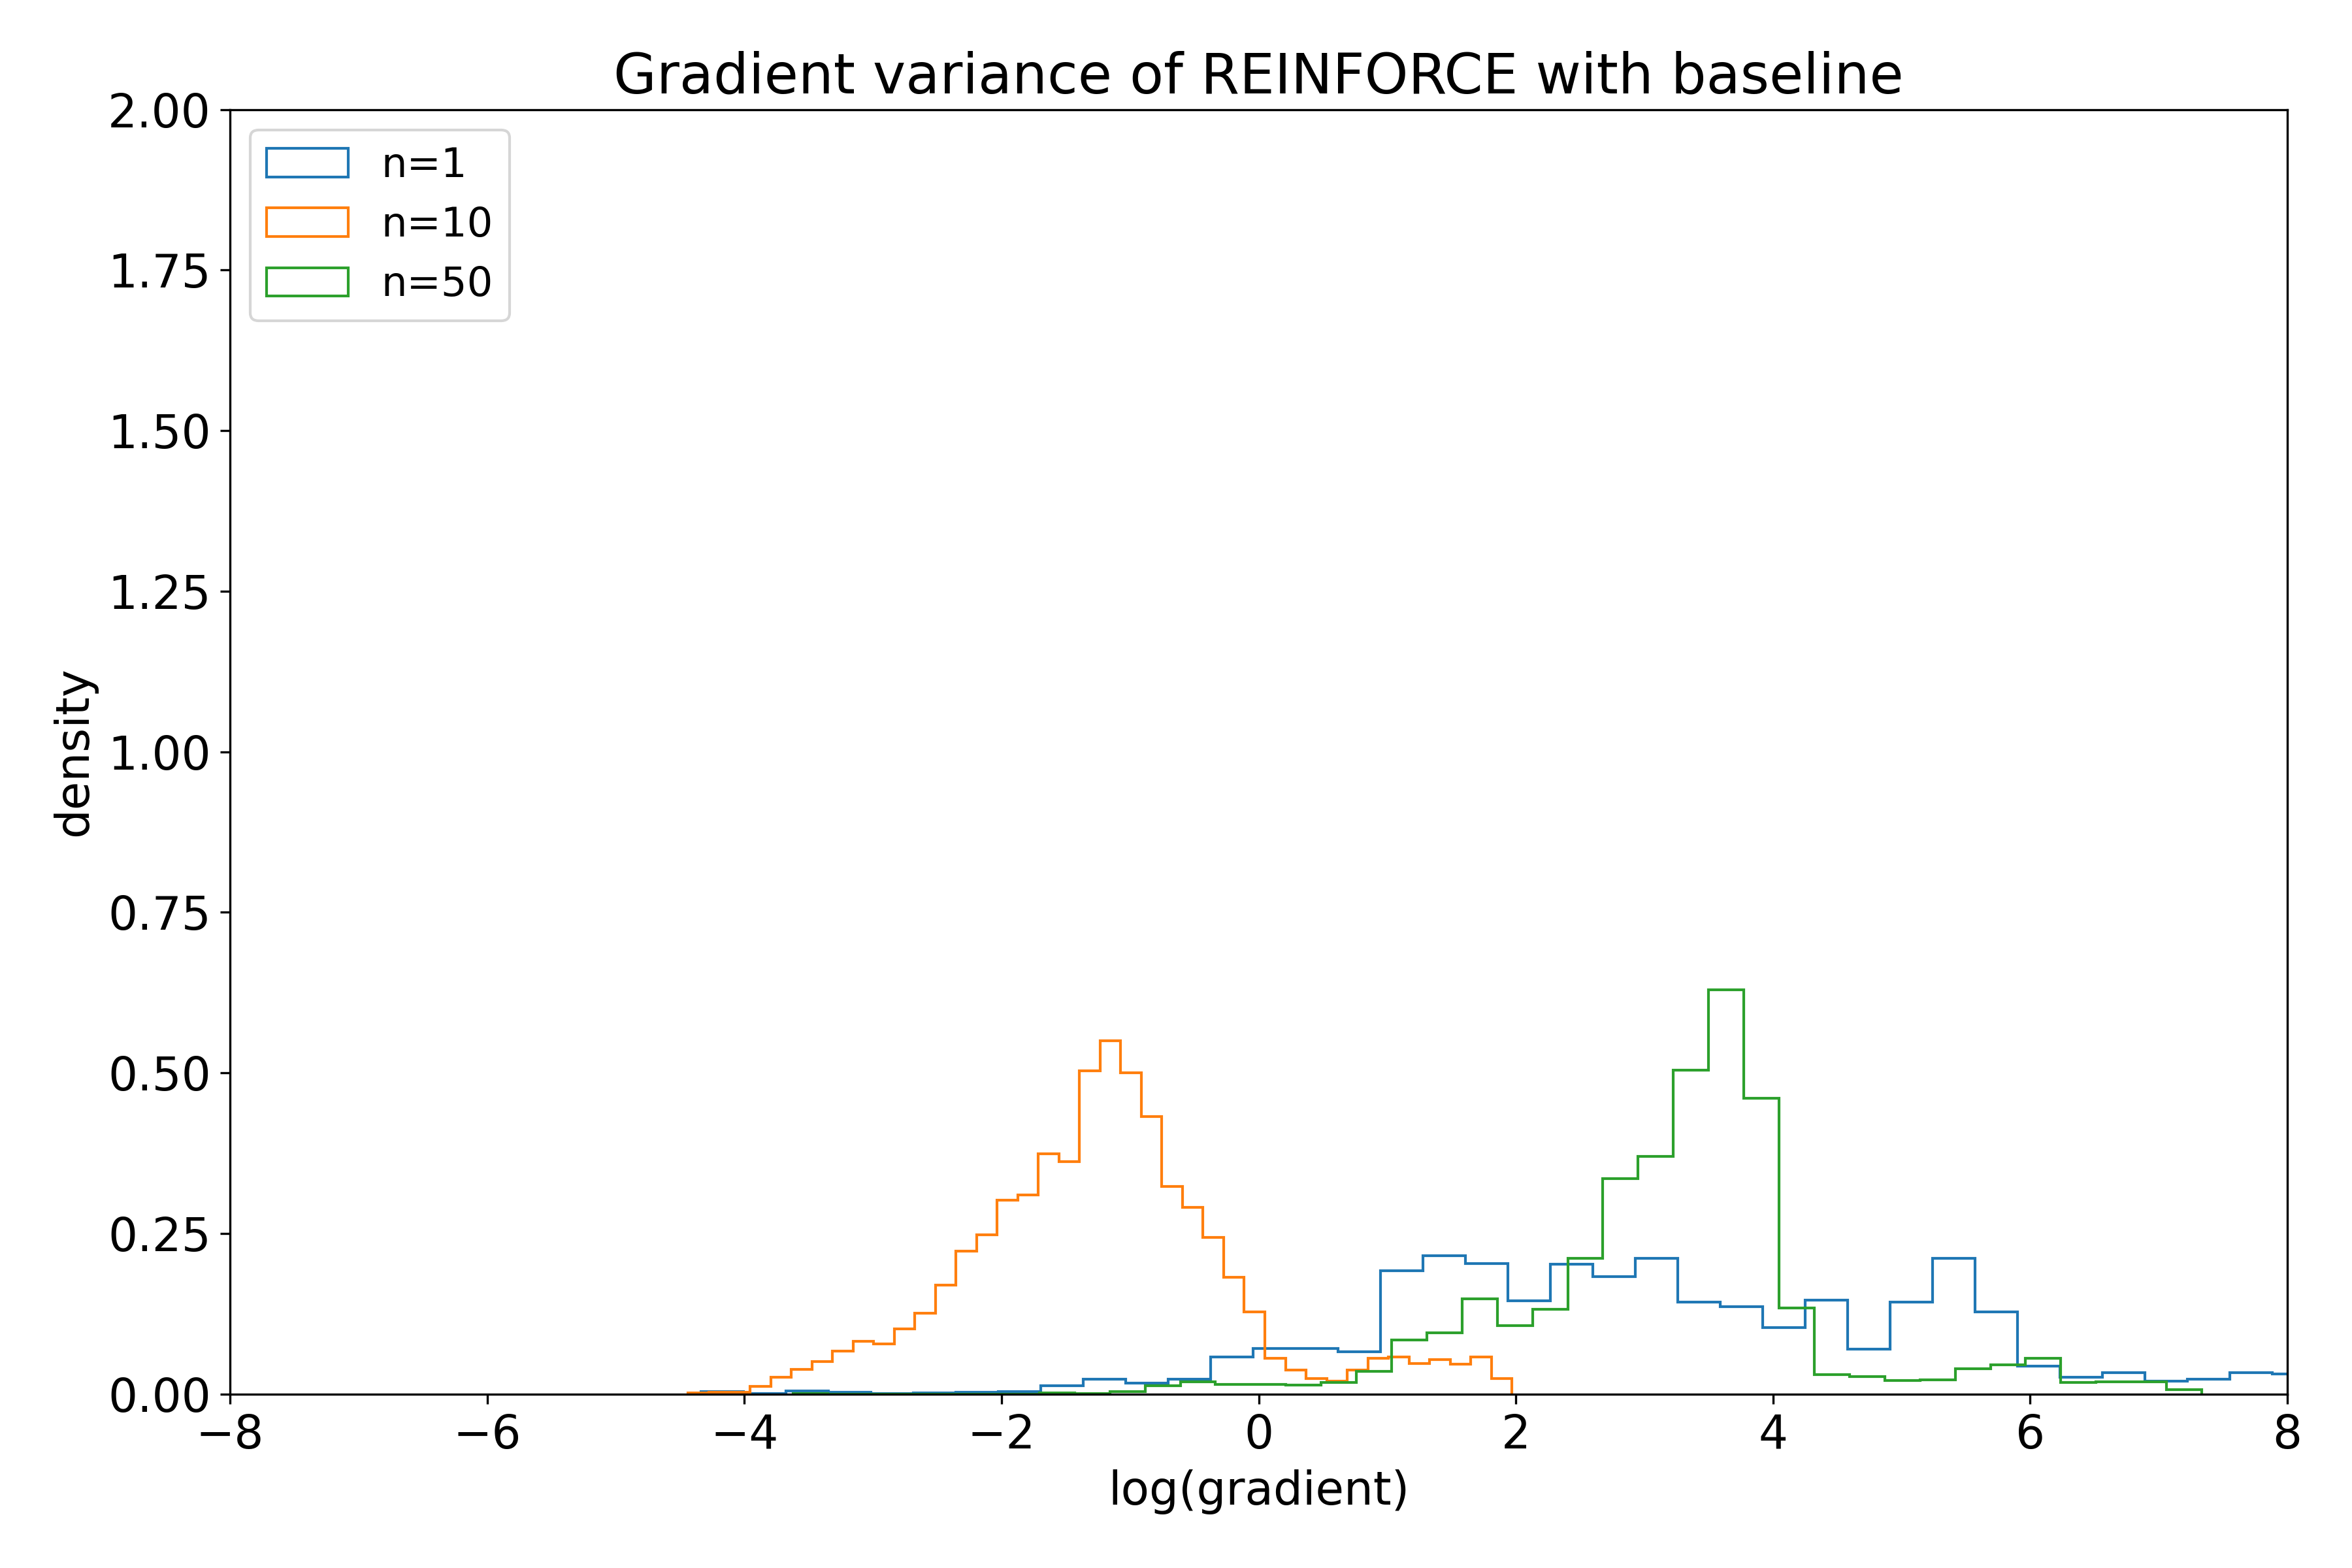 Gradient variance of REINFORCE with baseline
2.00
1.75
1.50
1.25
1.00
0.75
0.50
0.25
0.00
density
n=1
n=10
n=50
−8 −6 −4 −2 0 2 4 6 8
log(gradient)